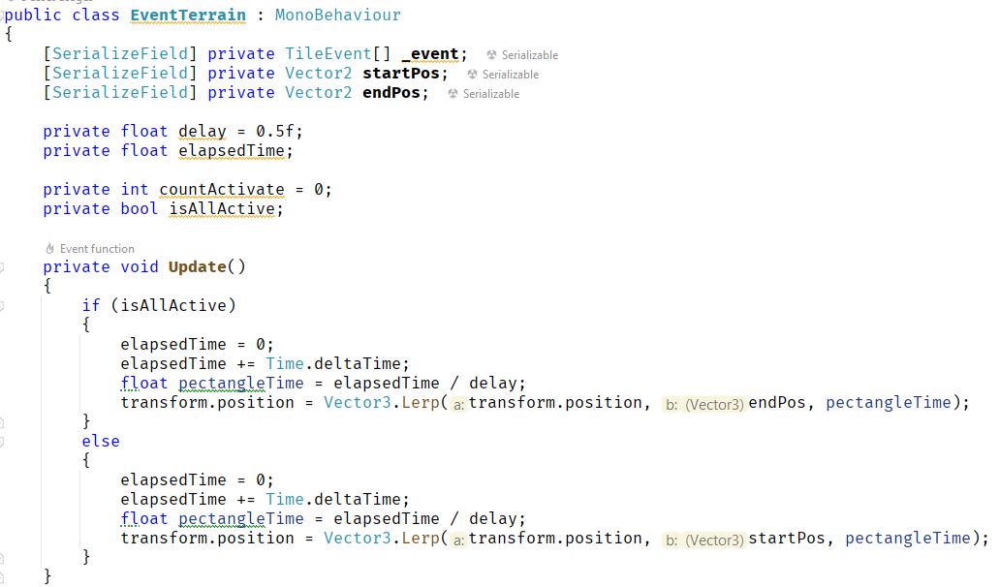 public class EventTerrain : MonoBehaviour
{
    [SerializeField] private TileEvent[] _event; Serializable
    [SerializeField] private Vector2 startPos; Serializable
    [SerializeField] private Vector2 endPos; Serializable

    private float delay = 0.5f;
    private float elapsedTime;

    private int countActivate = 0;
    private bool isAllActive;

    Event function
    private void Update()
    {
        if (isAllActive)
        {
            elapsedTime = 0;
            elapsedTime += Time.deltaTime;
            float pectangleTime = elapsedTime / delay;
            transform.position = Vector3.Lerp( a: transform.position, b: (Vector3) endPos, pectangleTime);
        }
        else
        {
            elapsedTime = 0;
            elapsedTime += Time.deltaTime;
            float pectangleTime = elapsedTime / delay;
            transform.position = Vector3.Lerp( a: transform.position, b: (Vector3) startPos, pectangleTime);
        }
    }